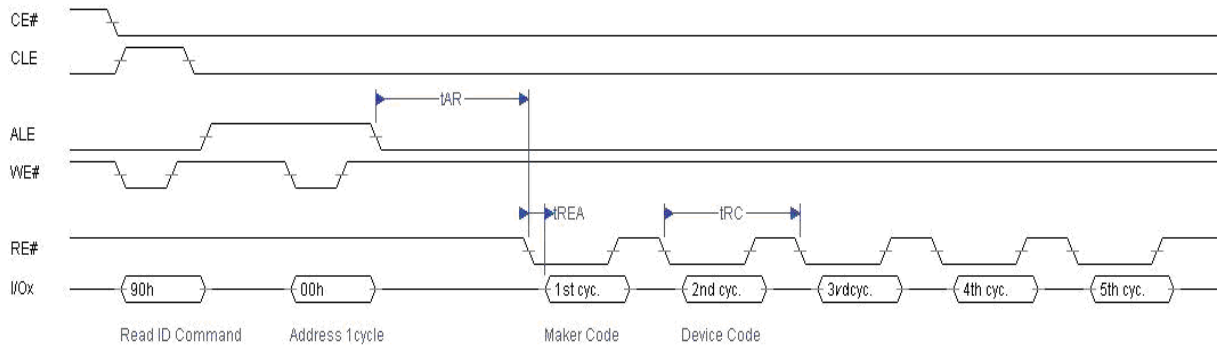 CE#
CLE
tAR
ALE
WE#
tREA
tRC
RE#
I/Ox
90h
00h
1st cyc.
2nd cyc.
3rdcyc.
4th cyc.
5th cyc.
Read ID Command
Address 1cycle
Maker Code
Device Code